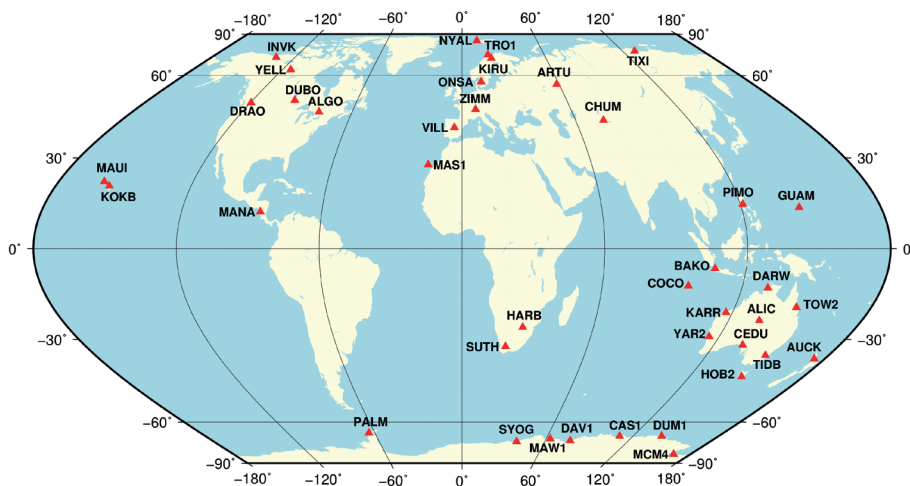 −180˚ −120˚ −60˚ 0˚ 60˚ 120˚ 180˚
90˚ 90˚
NYAL
INVK TRO1
TIXI
YELL KIRU ARTU
60˚ 60˚
ONSA
DUBO ZIMM
DRAO ALGO CHUM
VILL
30˚ 30˚
MAUI MAS1
KOKB PIMO GUAM
MANA
0˚ 0
BAKO
COCO DARW
KARR ALIC TOW2
HARB
YAR2 CEDU
−30˚ −30˚
SUTH AUCK
TIDB
HOB2
−60˚ PALM −60˚
SYOG DAV1 CAS1 DUM1
MAW1
MCM4
−90˚ −90˚
−180˚ −120˚ −60˚ 0˚ 60˚ 120˚ 180˚